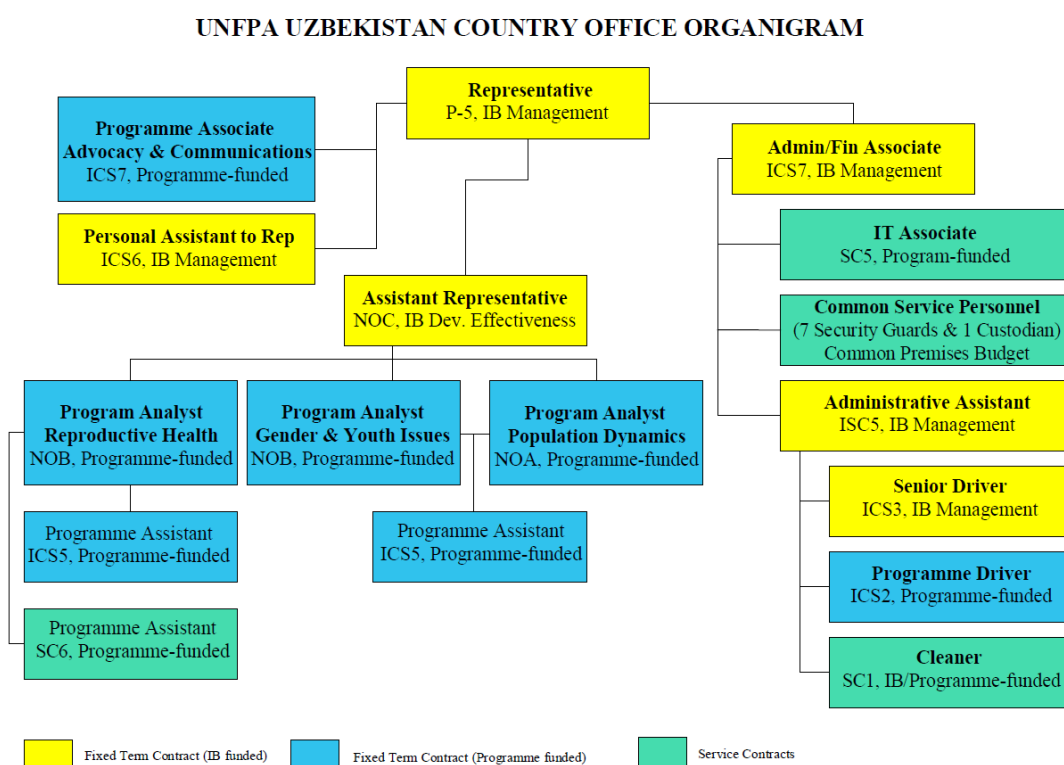 UNFPA UZBEKISTAN COUNTRY OFFICE ORGANIGRAM
Representative
P-5, IB Management
Programme Associate
Advocacy & Communications
ICS7, Programme-funded
Personal Assistant to Rep
ICS6, IB Management
Admin/Fin Associate
ICS7, IB Management
IT Associate
SC5, Program-funded
Common Service Personnel
(7 Security Guards & 1 Custodian)
Common Premises Budget
Administrative Assistant
ISC5, IB Management
Senior Driver
ICS3, IB Management
Programme Driver
ICS2, Programme-funded
Cleaner
SC1, IB/Programme-funded
Assistant Representative
NOC, IB Dev. Effectiveness
Program Analyst
Reproductive Health
NOB, Programme-funded
Program Analyst
Gender & Youth Issues
NOB, Programme-funded
Program Analyst
Population Dynamics
NOA, Programme-funded
Programme Assistant
ICS5, Programme-funded
Programme Assistant
ICS5, Programme-funded
Programme Assistant
SC6, Programme-funded
Fixed Term Contract (IB funded)
Fixed Term Contract (Programme funded)
Service Contracts